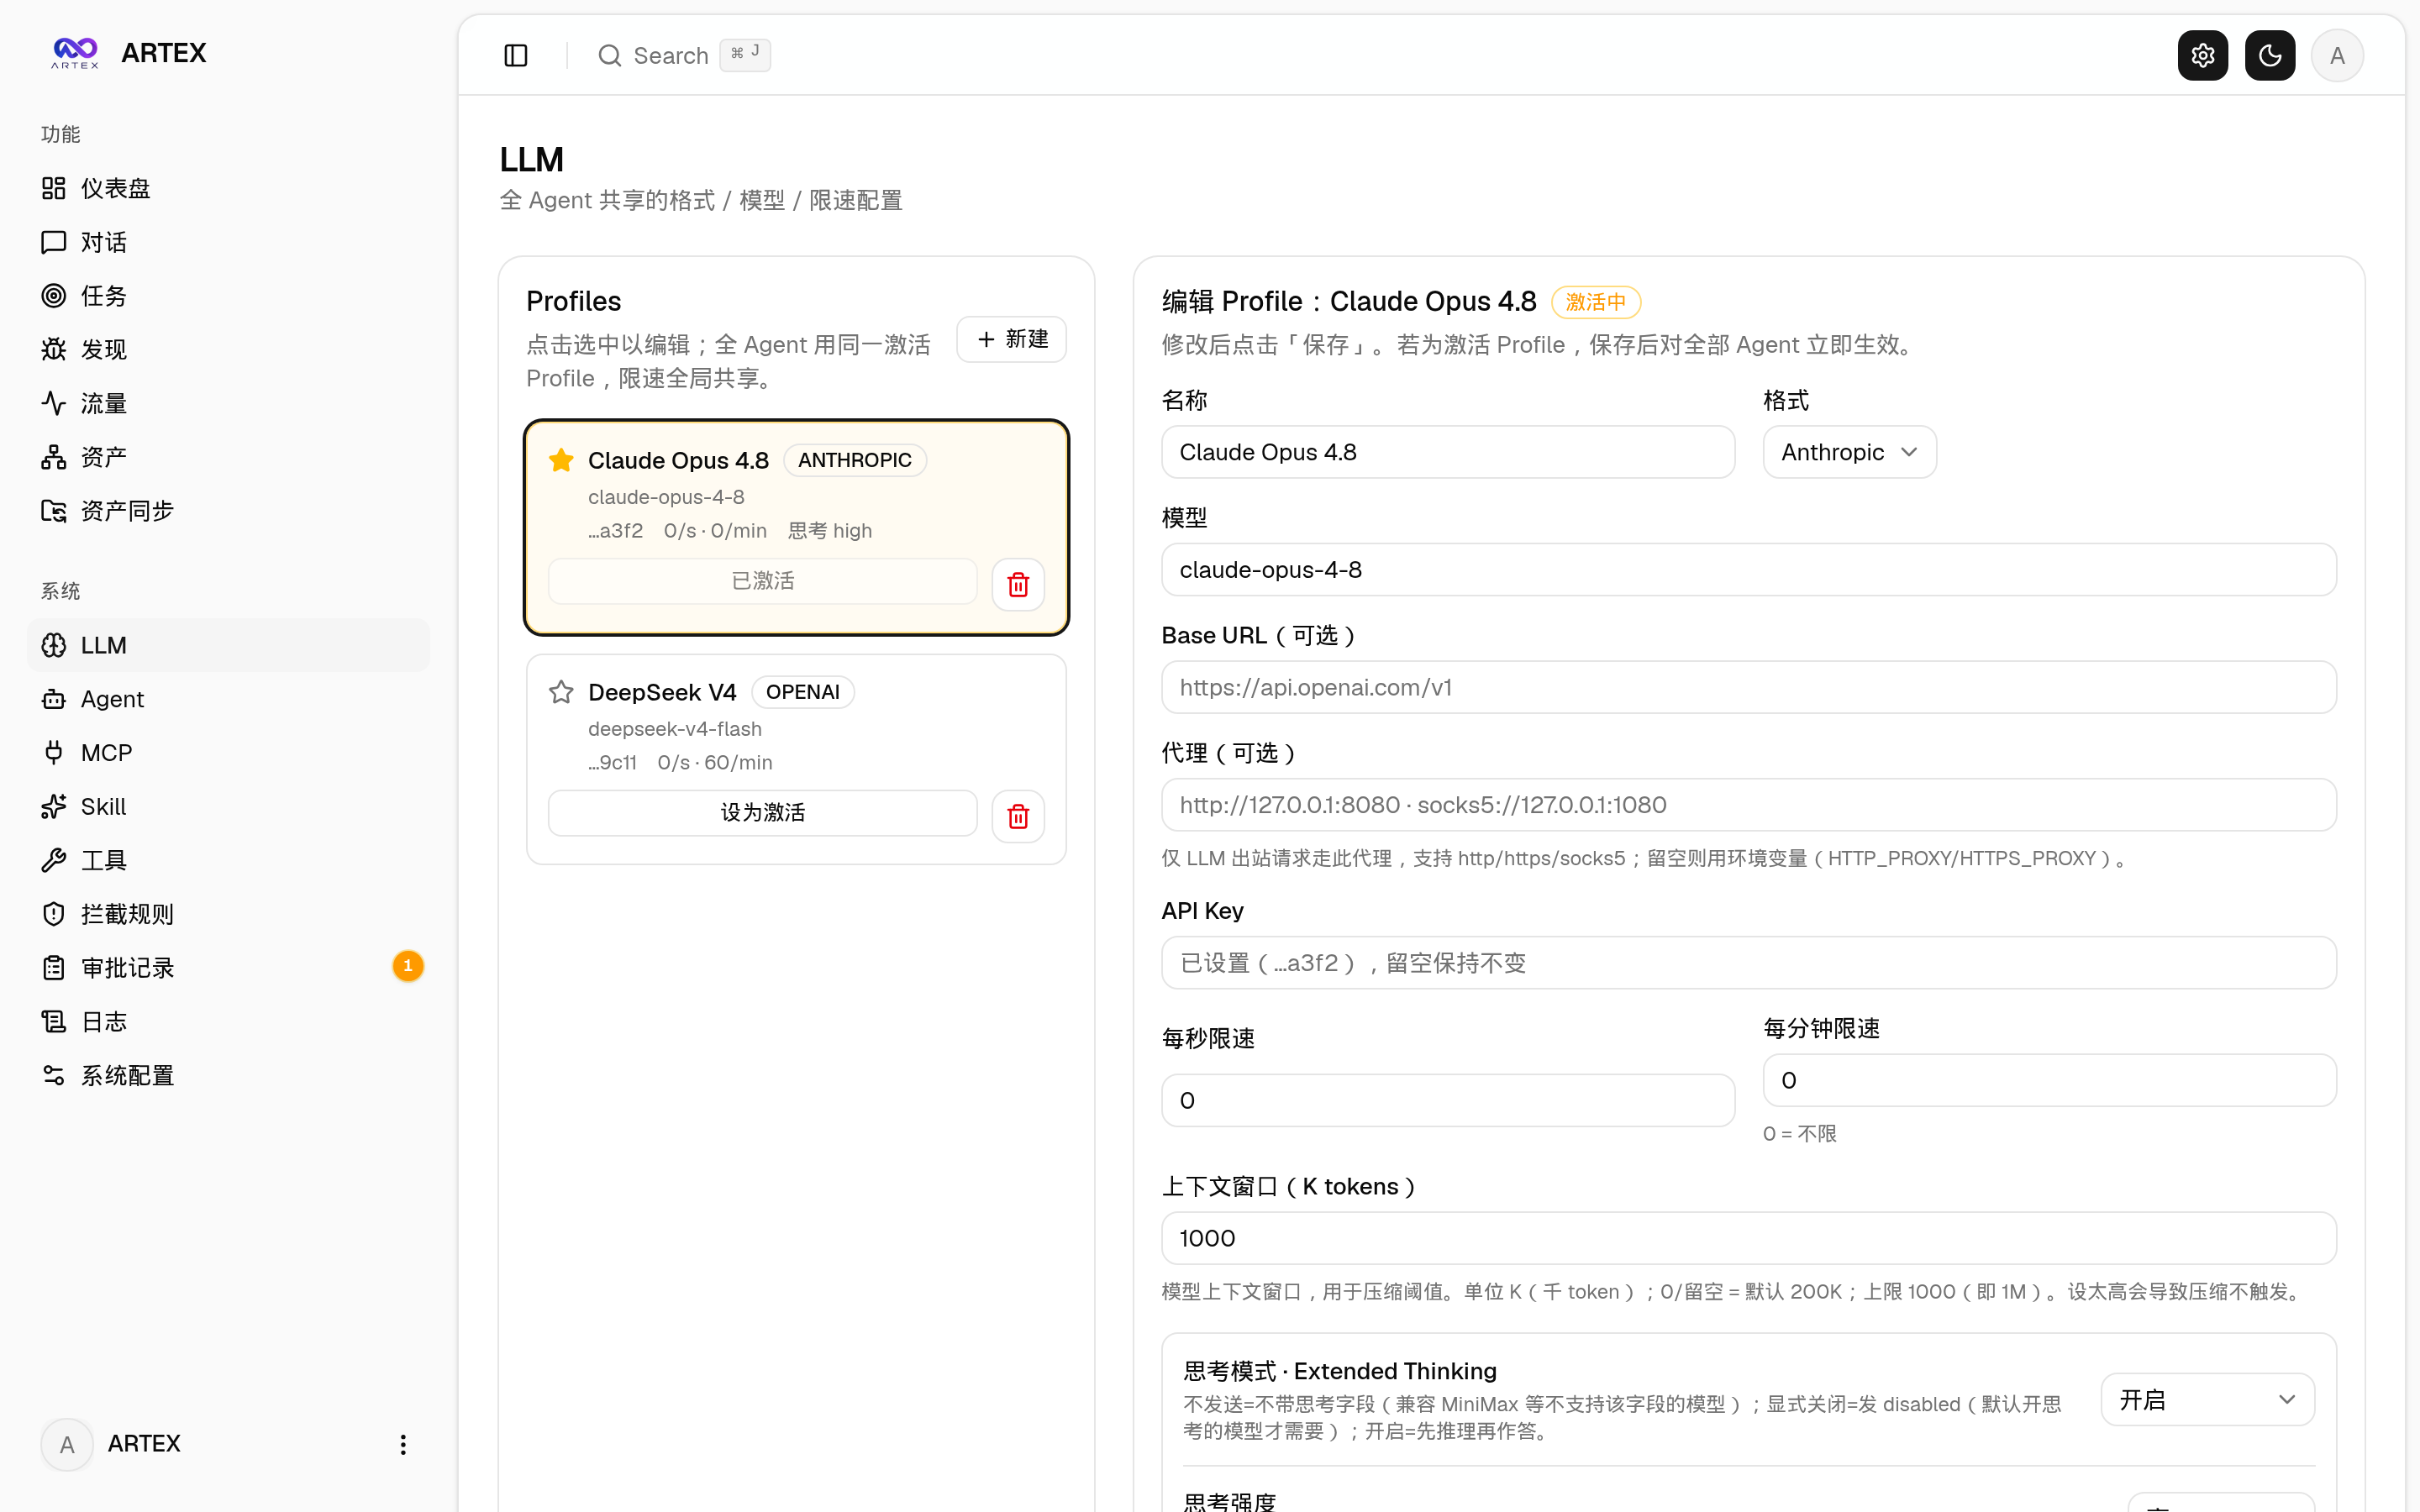 ARTEX
ARTEX
功能
仪表盘
对话
任务
发现
流量
资产
资产同步
系统
LLM
Agent
MCP
Skill
工具
拦截规则
审批记录
1
日志
系统配置
A
ARTEX
Search
⌘ J
A
LLM
全 Agent 共享的格式 / 模型 / 限速配置
Profiles
点击选中以编辑；全 Agent 用同一激活
Profile，限速全局共享。
新建
Claude Opus 4.8 ANTHROPIC
claude-opus-4-8
...a3f2 0/s · 0/min 思考 high
已激活
DeepSeek V4 OPENAI
deepseek-v4-flash
...9c11 0/s · 60/min
设为激活
编辑 Profile：Claude Opus 4.8 激活中
修改后点击「保存」。若为激活 Profile，保存后对全部 Agent 立即生效。
名称
Claude Opus 4.8
格式
Anthropic
模型
claude-opus-4-8
Base URL（可选）
https://api.openai.com/v1
代理（可选）
http://127.0.0.1:8080 · socks5://127.0.0.1:1080
仅 LLM 出站请求走此代理，支持 http/https/socks5；留空则用环境变量（HTTP_PROXY/HTTPS_PROXY）。
API Key
已设置（...a3f2），留空保持不变
每秒限速
0
每分钟限速
0
0 = 不限
上下文窗口（K tokens）
1000
模型上下文窗口，用于压缩阈值。单位 K（千 token）；0/留空 = 默认 200K；上限 1000（即 1M）。设太高会导致压缩不触发。
思考模式 · Extended Thinking
不发送=不带思考字段（兼容 MiniMax 等不支持该字段的模型）；显式关闭=发 disabled（默认开思
考的模型才需要）；开启=先推理再作答。
开启
思考强度